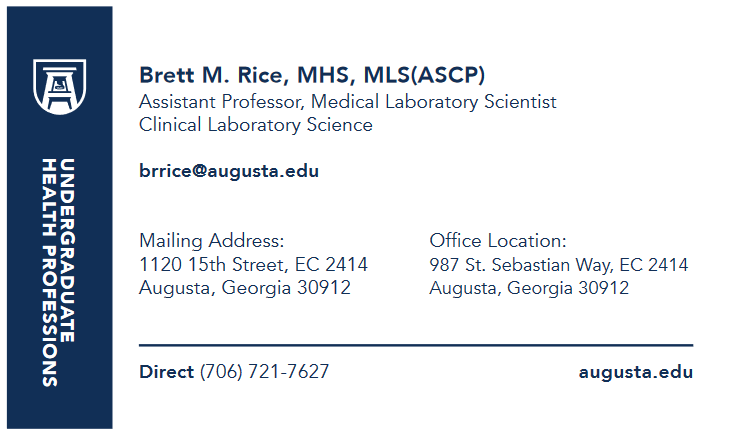 UNDERGRADUATE
HEALTH PROFESSIONS
Brett M. Rice, MHS, MLS(ASCP)
Assistant Professor, Medical Laboratory Scientist
Clinical Laboratory Science
brrice@augusta.edu
Mailing Address:
1120 15th Street, EC 2414
Augusta, Georgia 30912
Office Location:
987 St. Sebastian Way, EC 2414
Augusta, Georgia 30912
Direct (706) 721-7627
augusta.edu